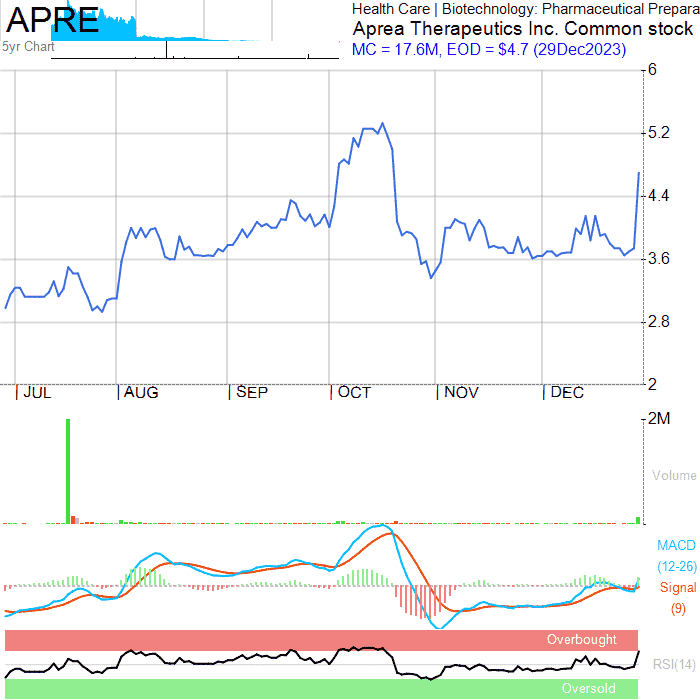 APRE
5yr Chart
Health Care | Biotechnology: Pharmaceutical Prepara
Aprea Therapeutics Inc. Common stock
MC = 17.6M, EOD = $4.7 (29Dec2023)
6
5.2
4.4
3.6
2.8
2
| JUL | AUG | SEP | OCT | NOV | DEC
2M
Volume
MACD
(12-26)
Signal
(9)
Overbought
RSI(14)
Oversold